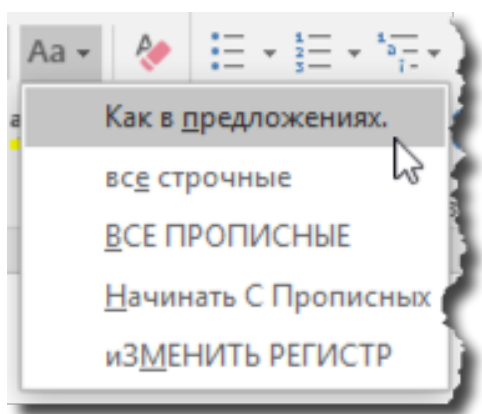 Aa
Как в предложениях.
все строчные
ВСЕ ПРОПИСНЫЕ
Начинать С Прописных
иЗМЕНИТЬ РЕГИСТР